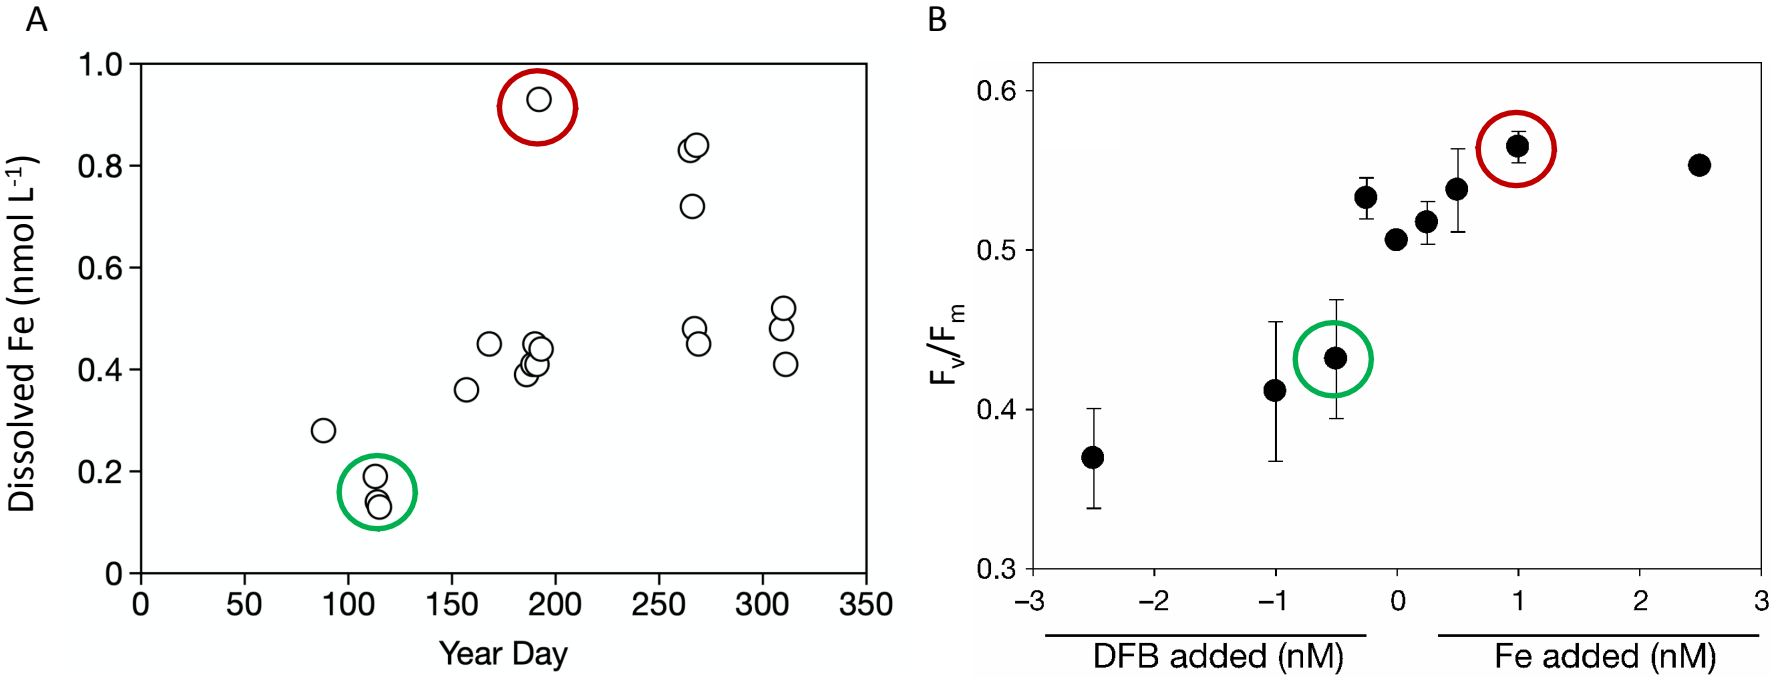 A
1.0
0.8
0.6
0.4
0.2
0
0 50 100 150 200 250 300 350
Year Day
Dissolved Fe (nmol L-1)
B
0.6
0.5
0.4
0.3
−3 −2 −1 0 1 2 3
DFB added (nM) Fe added (nM)
Fv/Fm